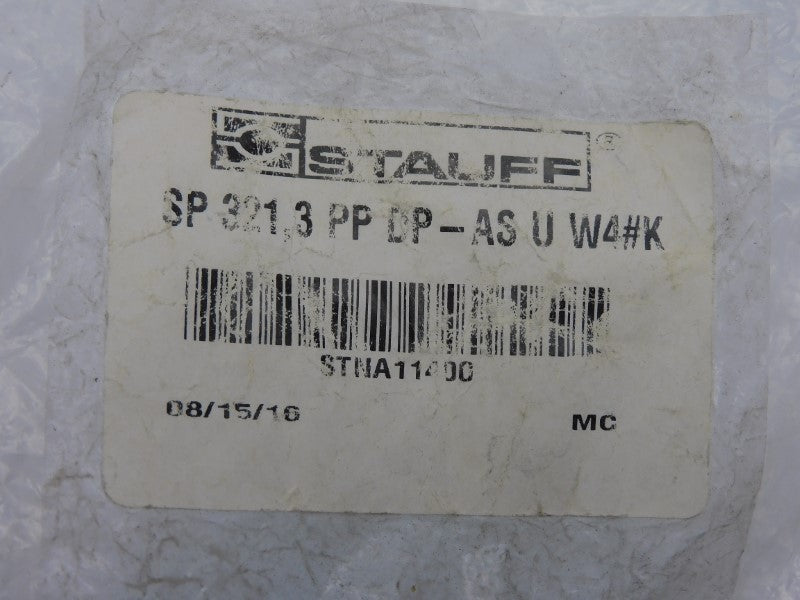 STAUFF®
SP 321,3 PP DP-AS U W4#K
STNA11400
08/15/16
MC